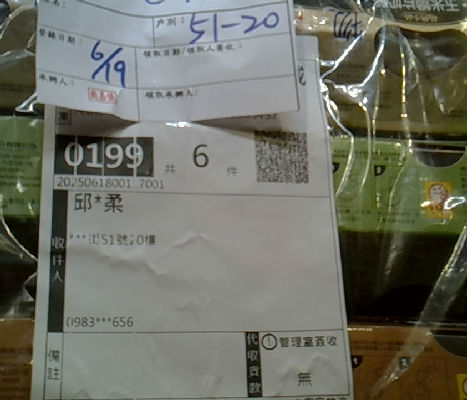 戶別: 51-20
登錄日期: 6/19
領取日期/領取人簽收:
承辦人:
領取承辦人:
0199 共 6 件
20250618001 7001
邱*柔
***街51號20樓
收件人
0983***656
備註
代收貨款
①管理室簽收
無